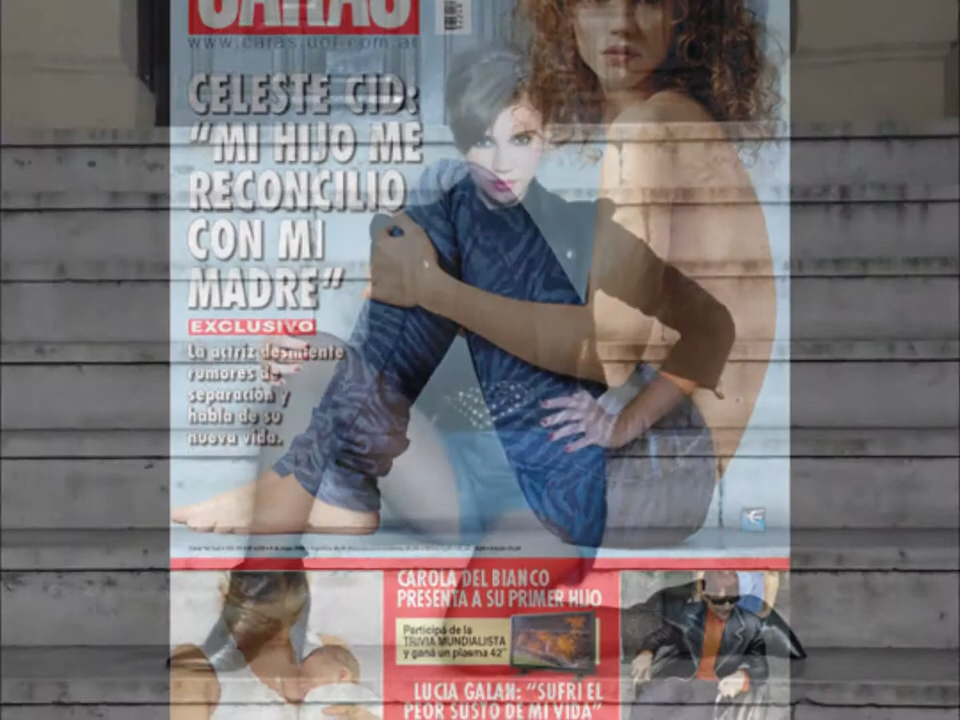 CARAS
www.caras.uol.com.ar
CELESTE CID:
"MI HIJO ME
RECONCILIO
CON MI
MADRE"
EXCLUSIVO
La actriz desmiente
rumores de
separación y
habla de su
nueva vida.
CAROLA DEL BIANCO
PRESENTA A SU PRIMER HIJO
Participá de la
TRIVIA MUNDIALISTA
y ganá un plasma 42"
LUCIA GALAN: "SUFRI EL
PEOR SUSTO DE MI VIDA"